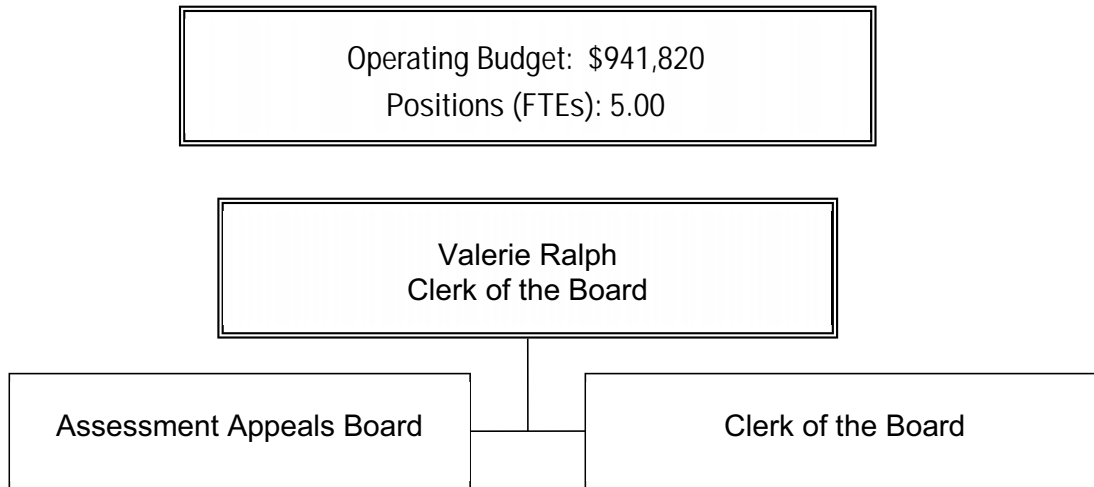 Operating Budget: $941,820
Positions (FTEs): 5.00
Valerie Ralph
Clerk of the Board
Assessment Appeals Board
Clerk of the Board